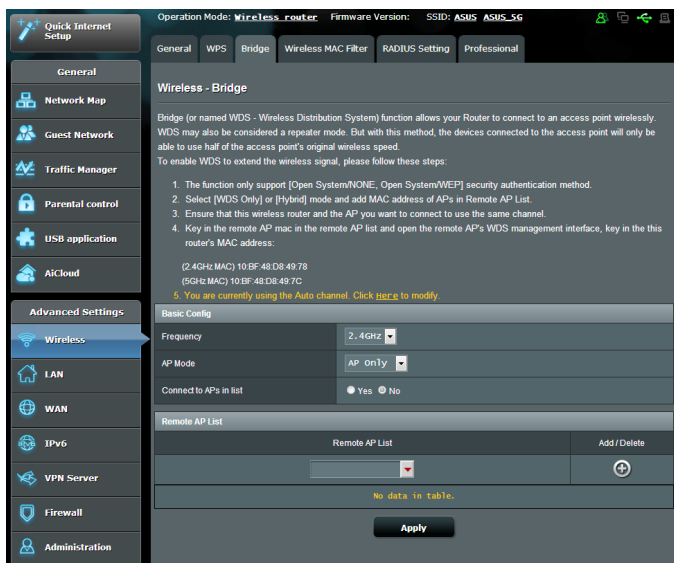 Quick Internet
Setup
Operation Mode: Wireless router Firmware Version: SSID: ASUS ASUS_5G
General WPS Bridge Wireless MAC Filter RADIUS Setting Professional
General
Network Map
Guest Network
Traffic Manager
Parental control
USB application
AiCloud
Advanced Settings
Wireless
LAN
WAN
IPv6
VPN Server
Firewall
Administration
Wireless - Bridge
Bridge (or named WDS - Wireless Distribution System) function allows your Router to connect to an access point wirelessly.
WDS may also be considered a repeater mode. But with this method, the devices connected to the access point will only be
able to use half of the access point's original wireless speed.
To enable WDS to extend the wireless signal, please follow these steps:
1. The function only support [Open System/NONE, Open System/WEP] security authentication method.
2. Select [WDS Only] or [Hybrid] mode and add MAC address of APs in Remote AP List.
3. Ensure that this wireless router and the AP you want to connect to use the same channel.
4. Key in the remote AP mac in the remote AP list and open the remote AP's WDS management interface, key in the this
router's MAC address:
(2.4GHz MAC) 10:BF:48:D8:49:78
(5GHz MAC) 10:BF:48:D8:49:7C
5. You are currently using the Auto channel. Click Here to modify.
Basic Config
Frequency 2.4GHz
AP Mode AP Only
Connect to APs in list Yes No
Remote AP List
Remote AP List Add / Delete
No data in table.
Apply